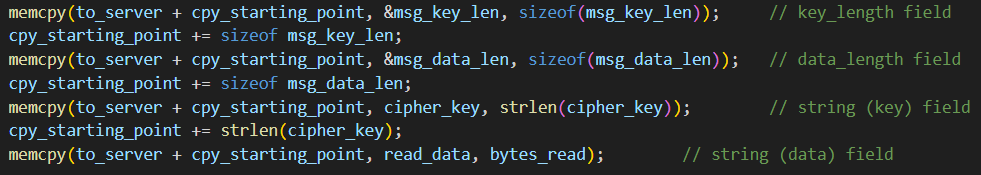 memcpy(to_server + cpy_starting_point, &msg_key_len, sizeof(msg_key_len));     // key_length field
cpy_starting_point += sizeof msg_key_len;
memcpy(to_server + cpy_starting_point, &msg_data_len, sizeof(msg_data_len));   // data_length field
cpy_starting_point += sizeof msg_data_len;
memcpy(to_server + cpy_starting_point, cipher_key, strlen(cipher_key));        // string (key) field
cpy_starting_point += strlen(cipher_key);
memcpy(to_server + cpy_starting_point, read_data, bytes_read);        // string (data) field